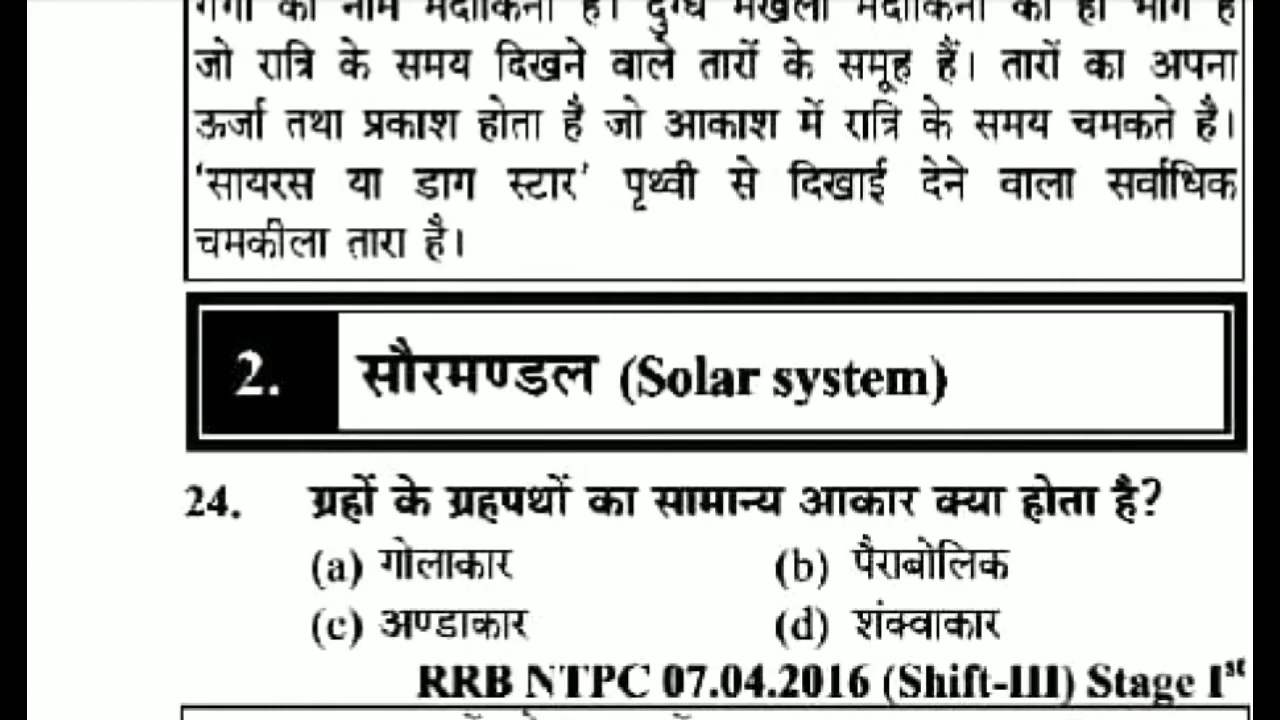 गंगा का नाम मंदाकिनी है। दुग्ध मेखला मंदाकिनी का ही भाग है
जो रात्रि के समय दिखने वाले तारों के समूह हैं। तारों का अपना
ऊर्जा तथा प्रकाश होता है जो आकाश में रात्रि के समय चमकते है।
‘सायरस या डाग स्टार’ पृथ्वी से दिखाई देने वाला सर्वाधिक
चमकीला तारा है।
2. सौरमण्डल (Solar system)
24. ग्रहों के ग्रहपथों का सामान्य आकार क्या होता है?
(a) गोलाकार (b) पैराबोलिक
(c) अण्डाकार (d) शंक्वाकार
RRB NTPC 07.04.2016 (Shift-III) Stage Ist